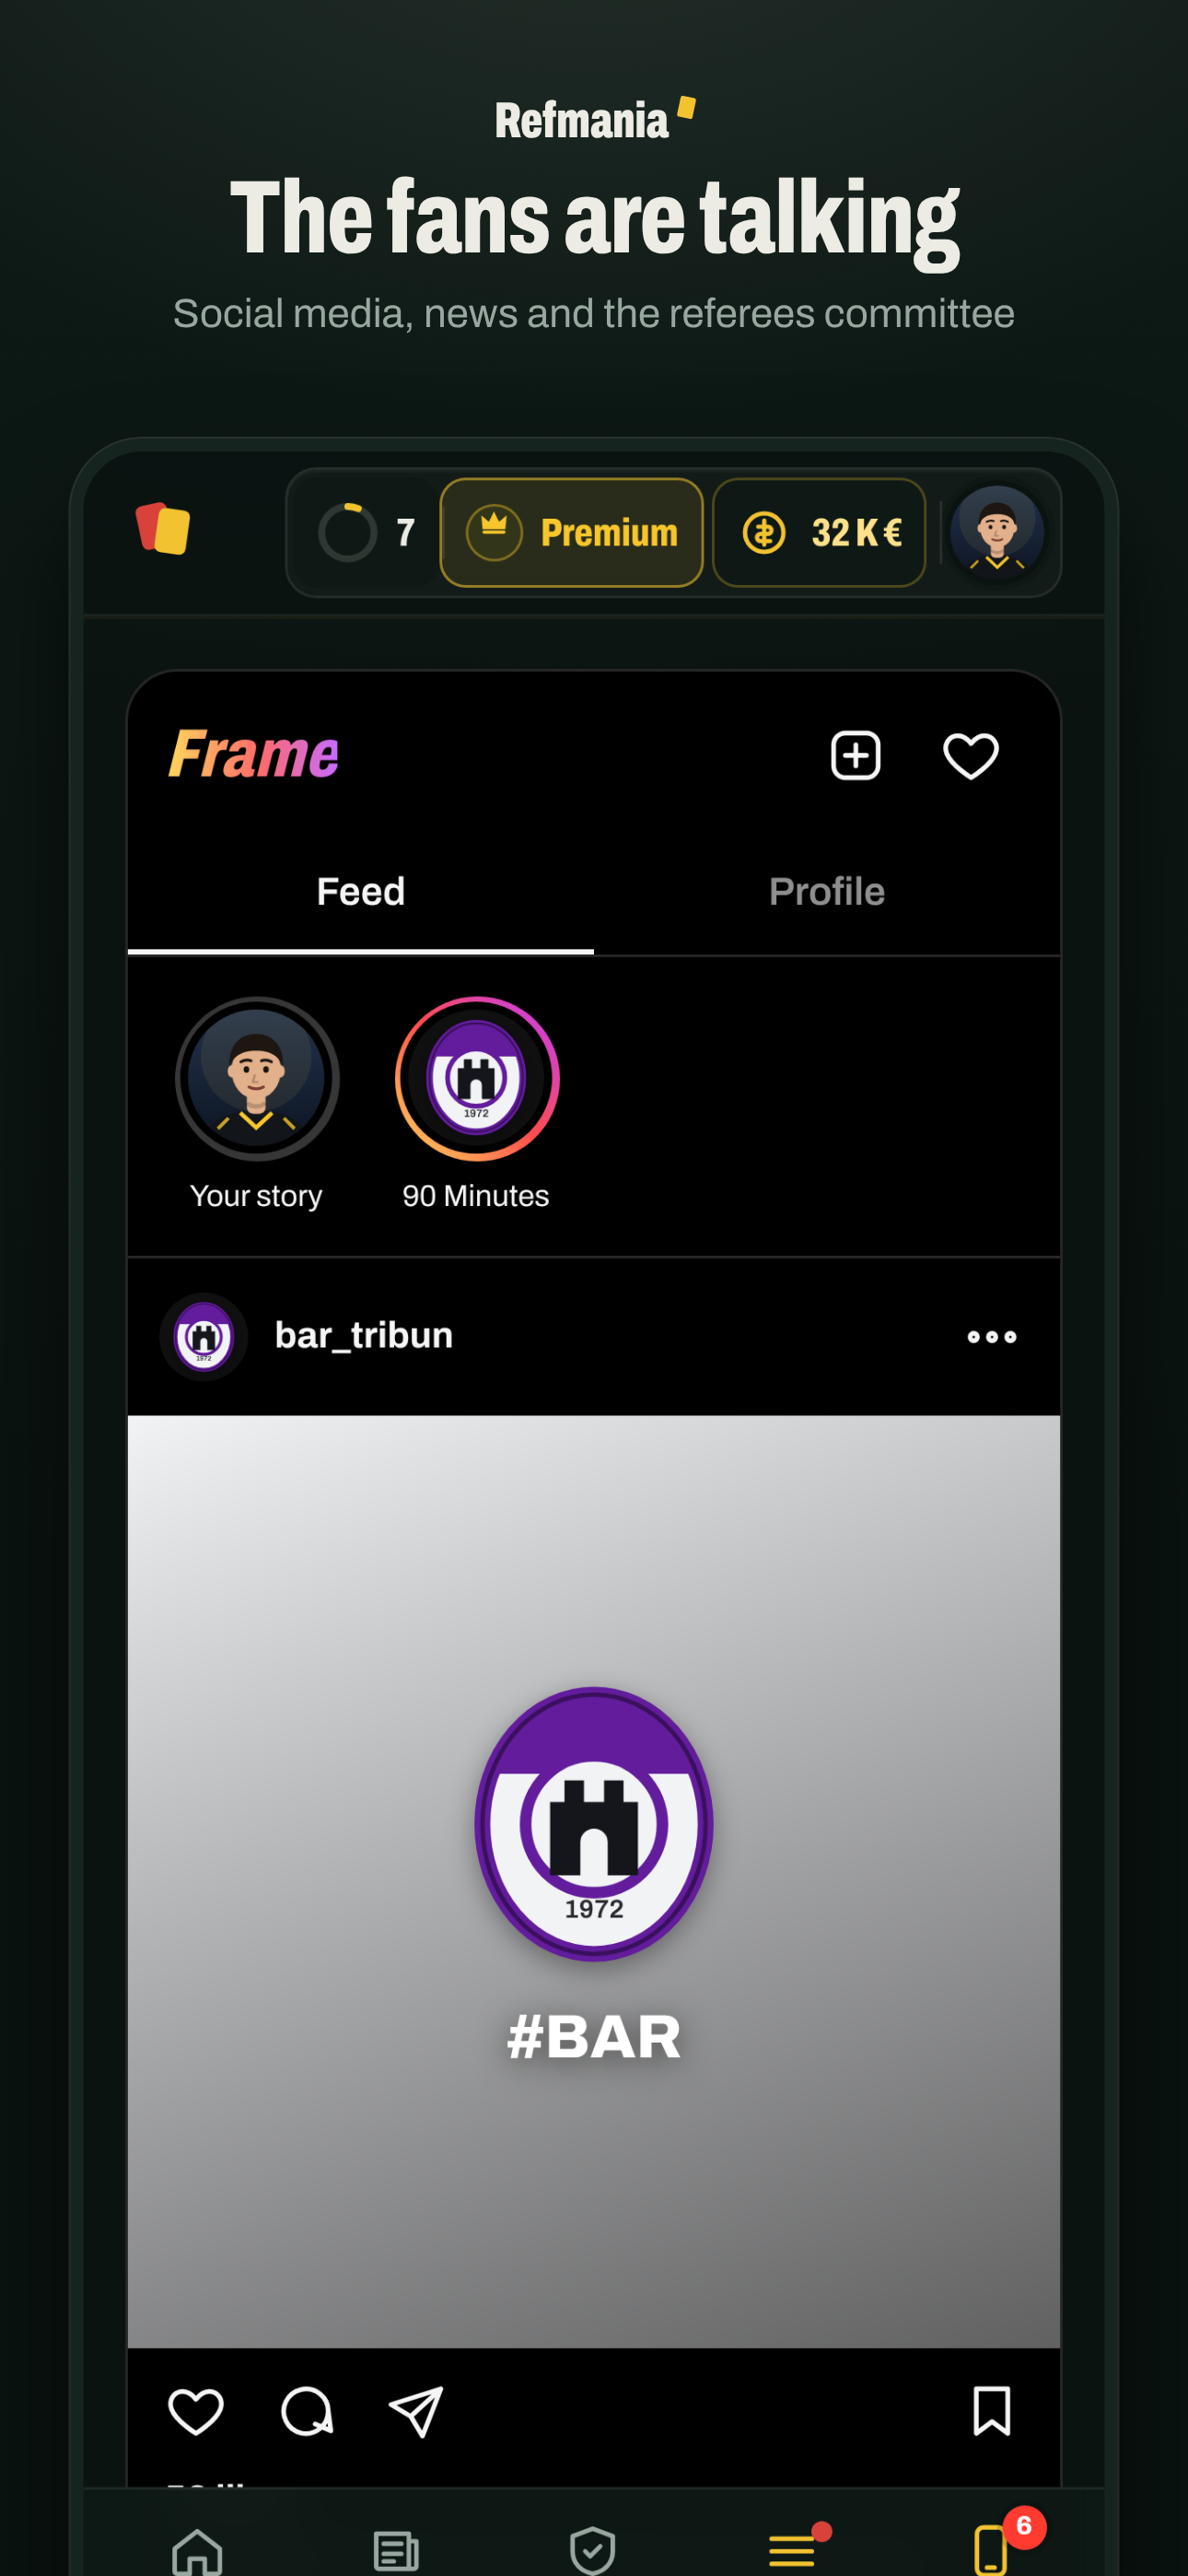 Refmania
The fans are talking
Social media, news and the referees committee
7
Premium
32 K €
Frame
Feed
Profile
1972
Your story
90 Minutes
1972
bar_tribun
1972
#BAR
6